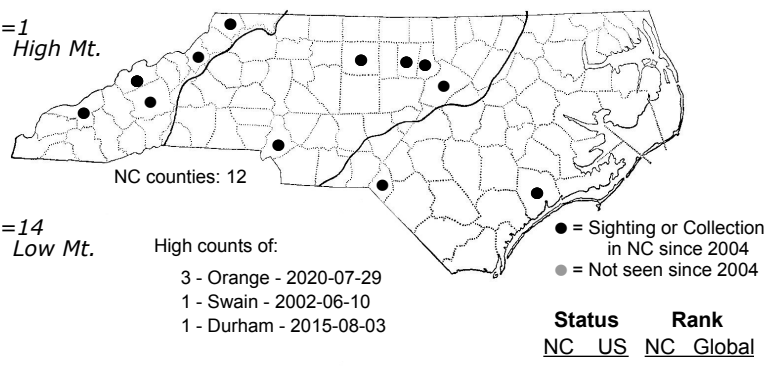 =1
High Mt.
NC counties: 12
=14
Low Mt.
High counts of:
3 - Orange - 2020-07-29
1 - Swain - 2002-06-10
1 - Durham - 2015-08-03
● = Sighting or Collection
in NC since 2004
● = Not seen since 2004
Status Rank
NC US NC Global